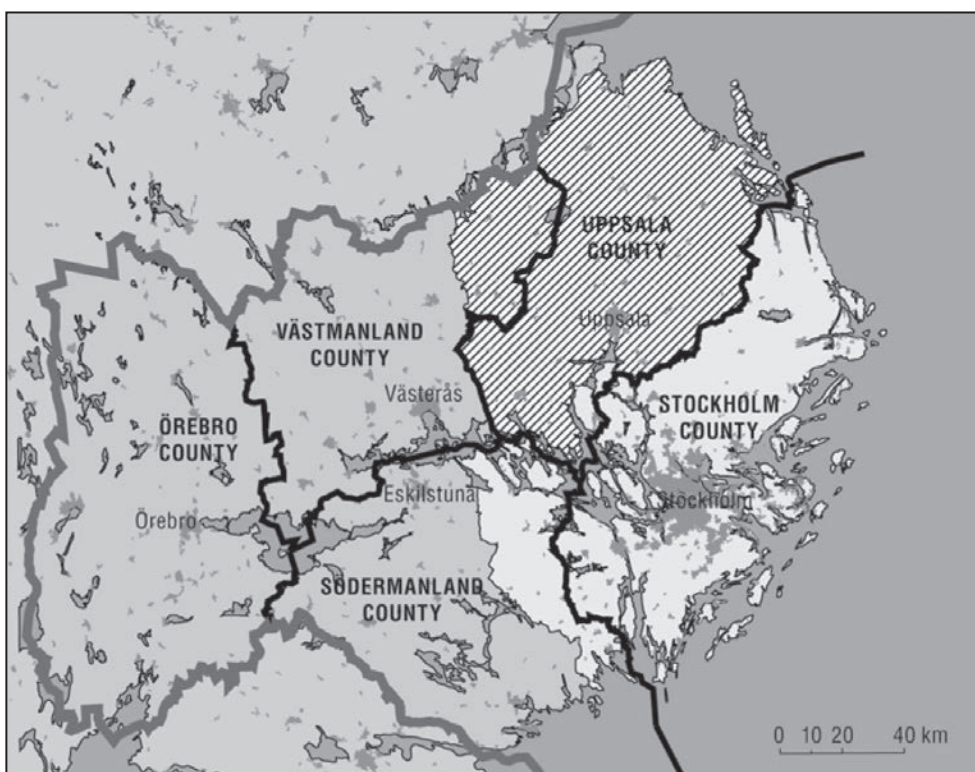 UPPSALA
COUNTY
Uppsala
VÄSTMANLAND
COUNTY
Västerås
STOCKHOLM
COUNTY
ÖREBRO
COUNTY
Eskilstuna
Stockholm
Örebro
SÖDERMANLAND
COUNTY
0 10 20 40 km